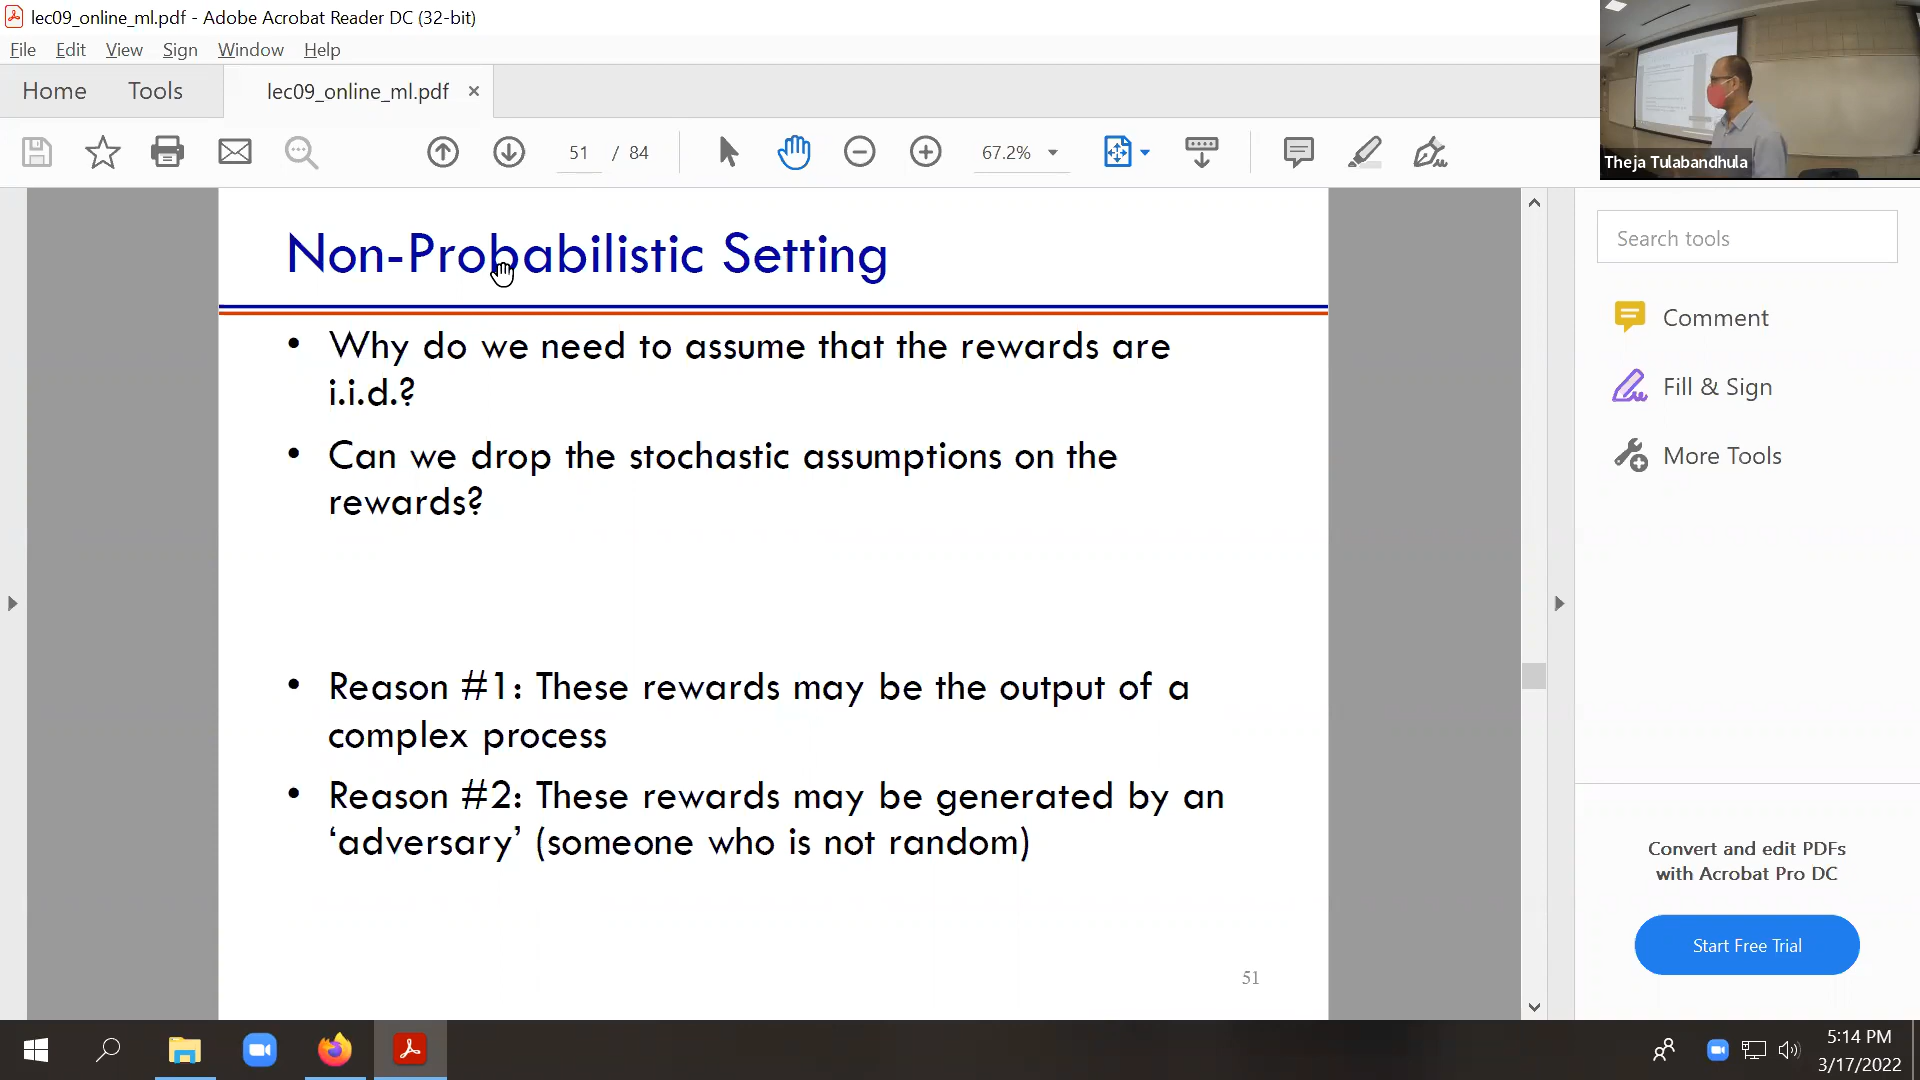 lec09_online_ml.pdf - Adobe Acrobat Reader DC (32-bit)
File Edit View Sign Window Help
Home Tools lec09_online_ml.pdf ×
51 / 84 67.2%
Theja Tulabandhula
Non-Probabilistic Setting
• Why do we need to assume that the rewards are
i.i.d.?
• Can we drop the stochastic assumptions on the
rewards?
• Reason #1: These rewards may be the output of a
complex process
• Reason #2: These rewards may be generated by an
‘adversary’ (someone who is not random)
51
Search tools
Comment
Fill & Sign
More Tools
Convert and edit PDFs
with Acrobat Pro DC
Start Free Trial
5:14 PM
3/17/2022